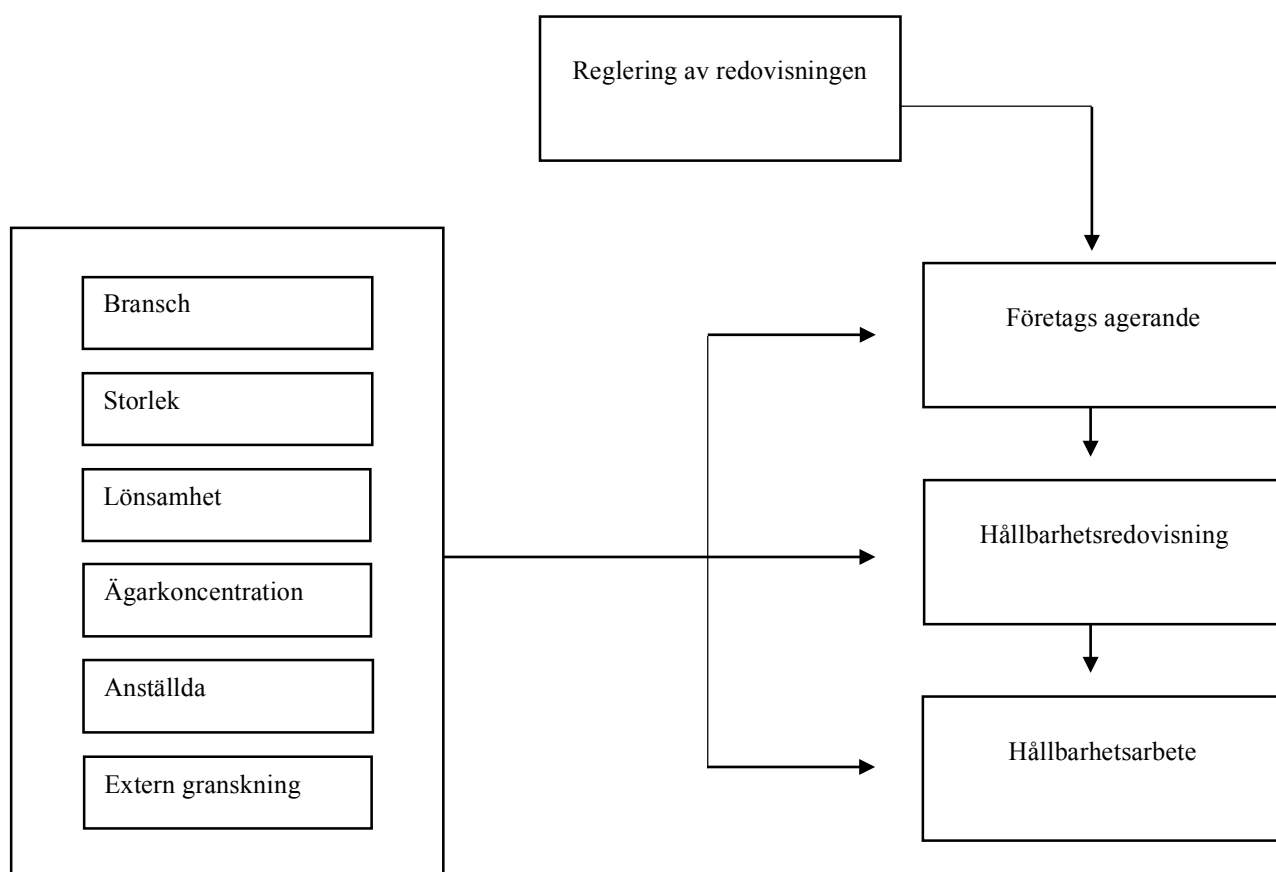 Reglering av redovisningen
Bransch
Storlek
Lönsamhet
Ägarkoncentration
Anställda
Extern granskning
Företags agerande
Hållbarhetsredovisning
Hållbarhetsarbete